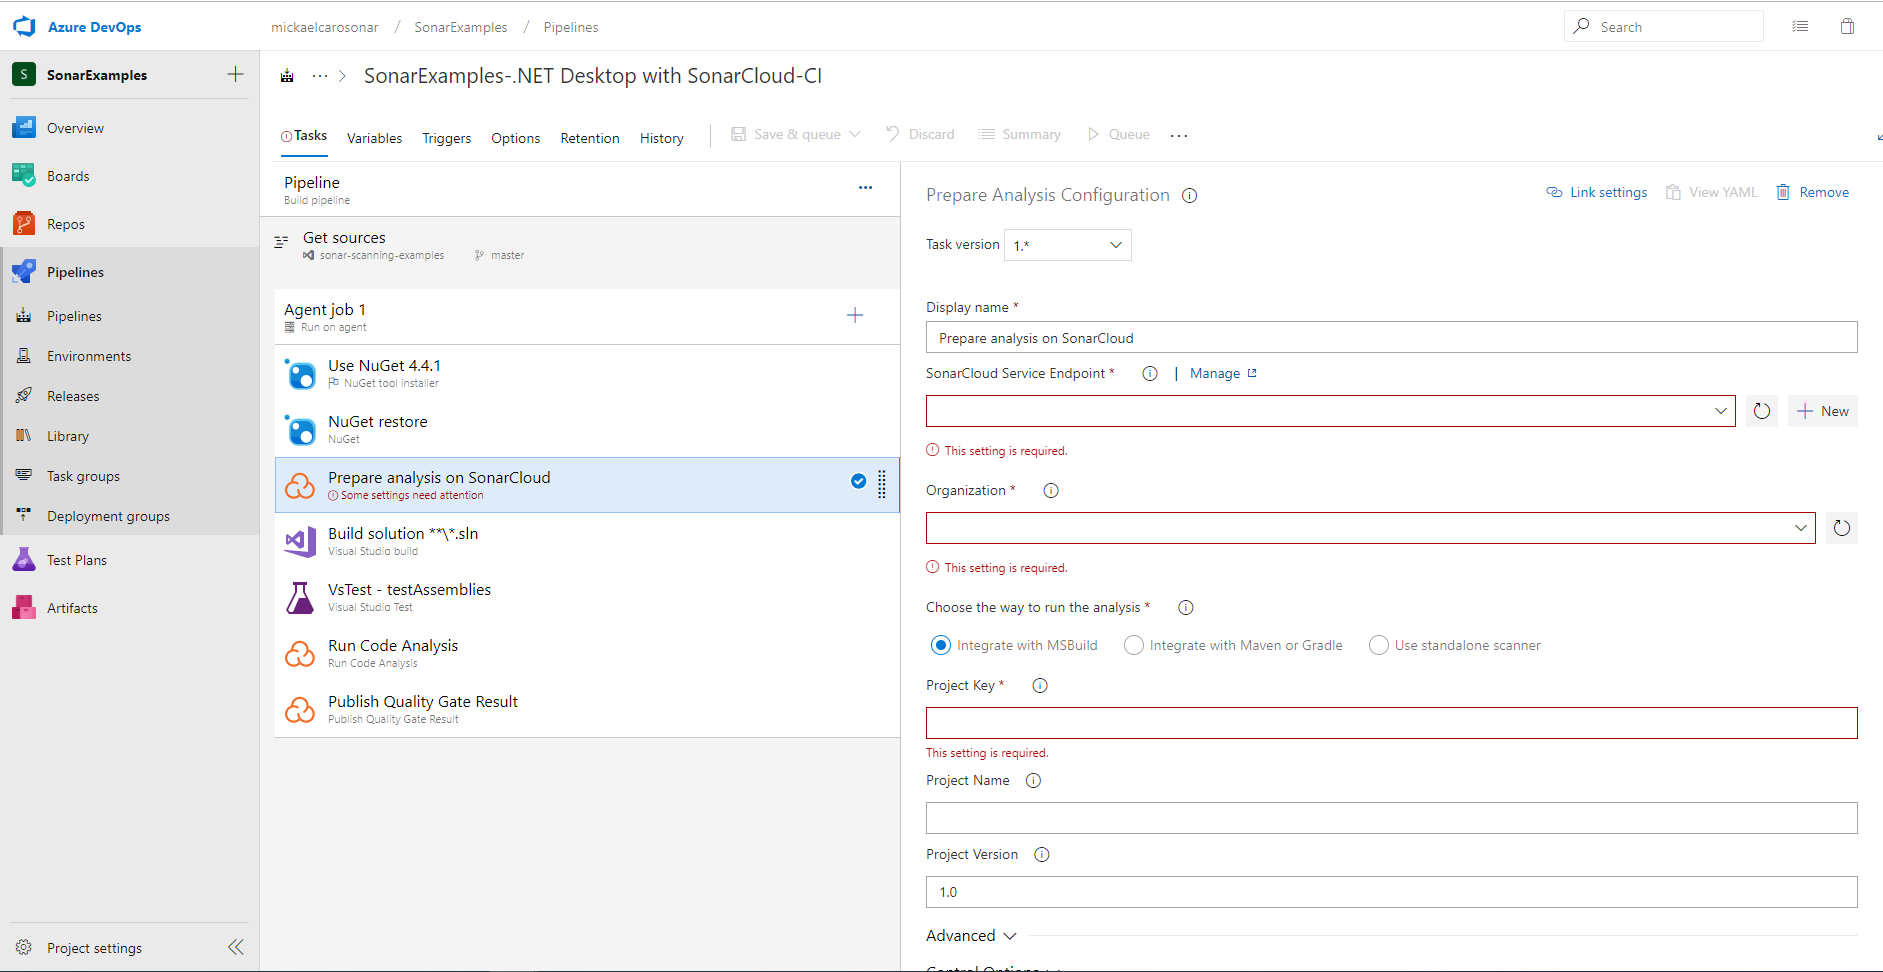 Azure DevOps
mickaelcarosonar / SonarExamples / Pipelines
Search
S SonarExamples
Overview
Boards
Repos
Pipelines
Pipelines
Environments
Releases
Library
Task groups
Deployment groups
Test Plans
Artifacts
Project settings
··· > SonarExamples-.NET Desktop with SonarCloud-CI
Tasks Variables Triggers Options Retention History Save & queue Discard Summary Queue ···
Pipeline
Build pipeline
Get sources
sonar-scanning-examples master
Agent job 1
Run on agent
Use NuGet 4.4.1
NuGet tool installer
NuGet restore
NuGet
Prepare analysis on SonarCloud
Some settings need attention
Build solution **\*.sln
Visual Studio build
VsTest - testAssemblies
Visual Studio Test
Run Code Analysis
Run Code Analysis
Publish Quality Gate Result
Publish Quality Gate Result
Prepare Analysis Configuration
Link settings View YAML Remove
Task version 1.*
Display name *
Prepare analysis on SonarCloud
SonarCloud Service Endpoint * | Manage
New
This setting is required.
Organization *
This setting is required.
Choose the way to run the analysis *
Integrate with MSBuild Integrate with Maven or Gradle Use standalone scanner
Project Key *
This setting is required.
Project Name
Project Version
1.0
Advanced
Control Options